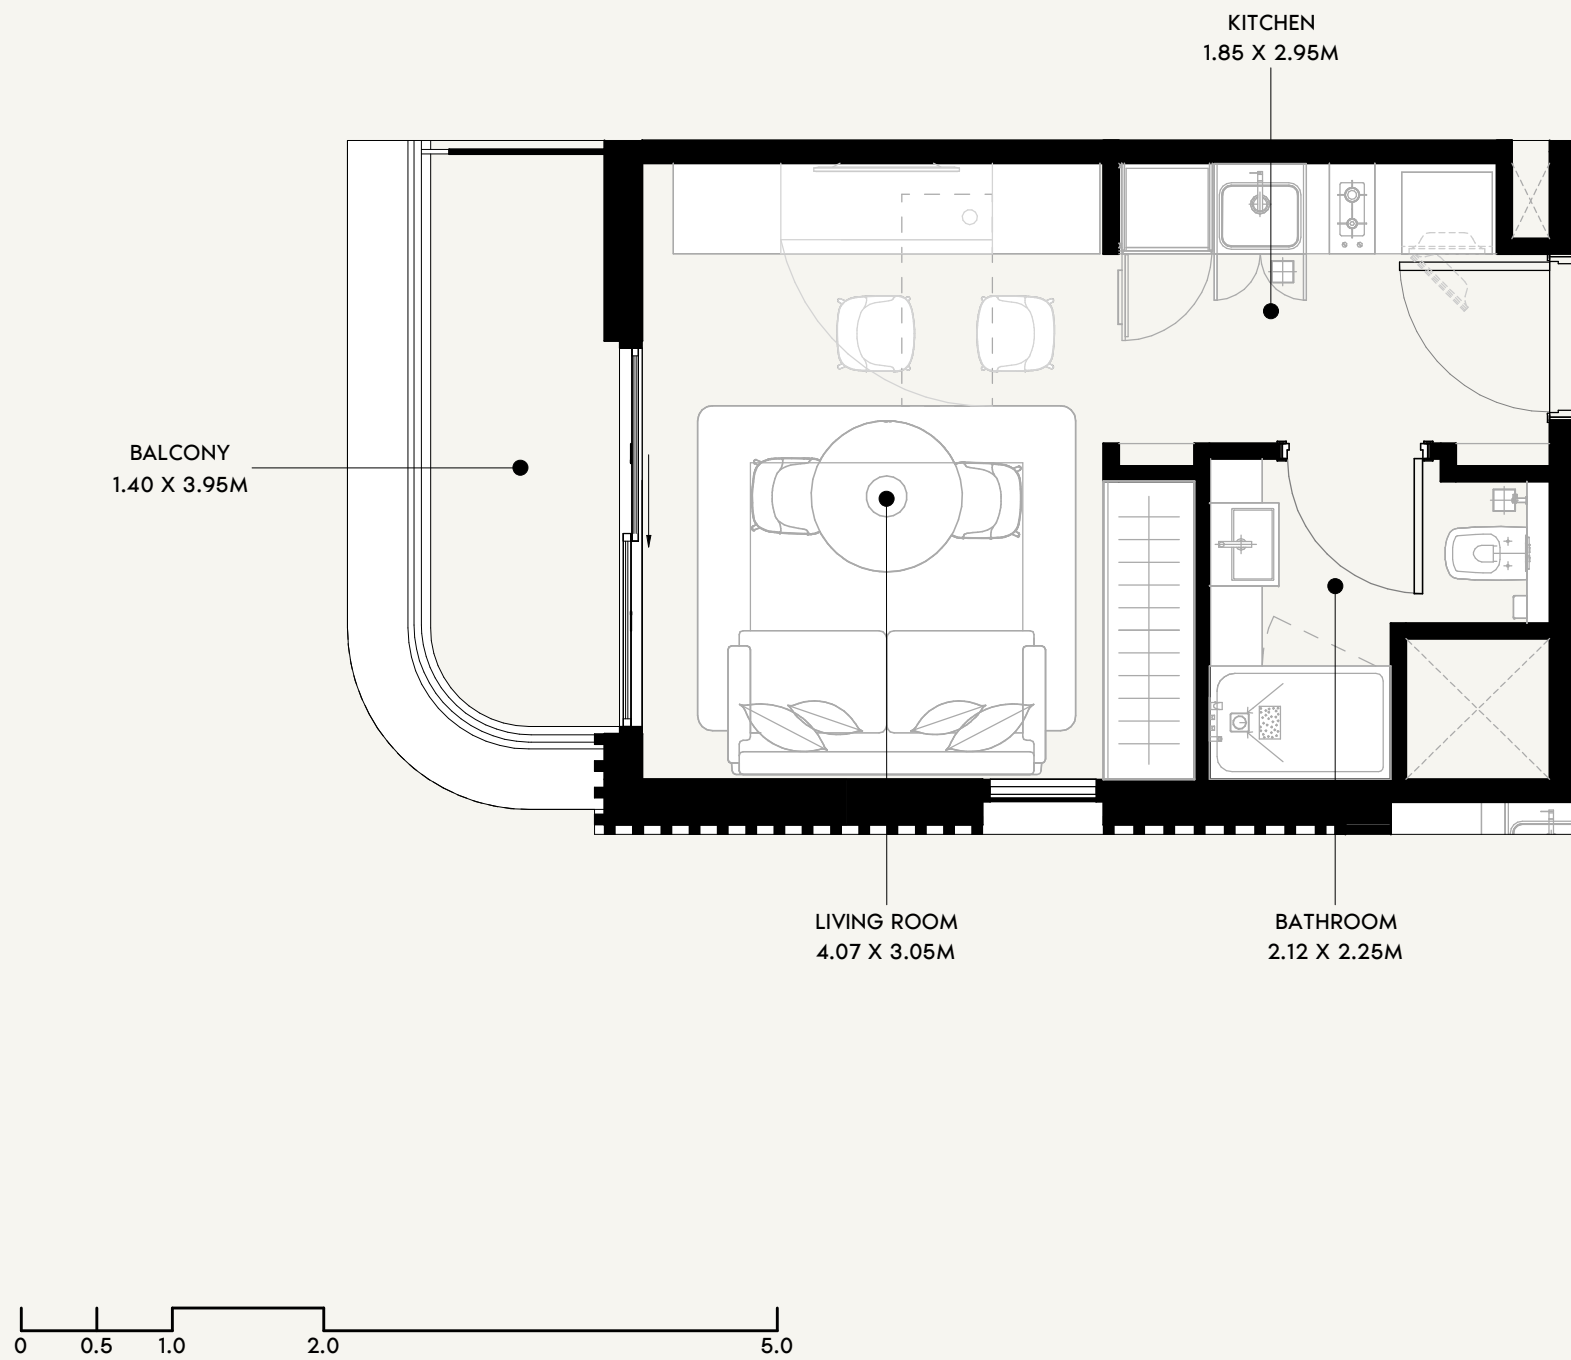 KITCHEN
1.85 X 2.95M
BALCONY
1.40 X 3.95M
LIVING ROOM
4.07 X 3.05M
BATHROOM
2.12 X 2.25M
0 0.5 1.0 2.0 5.0